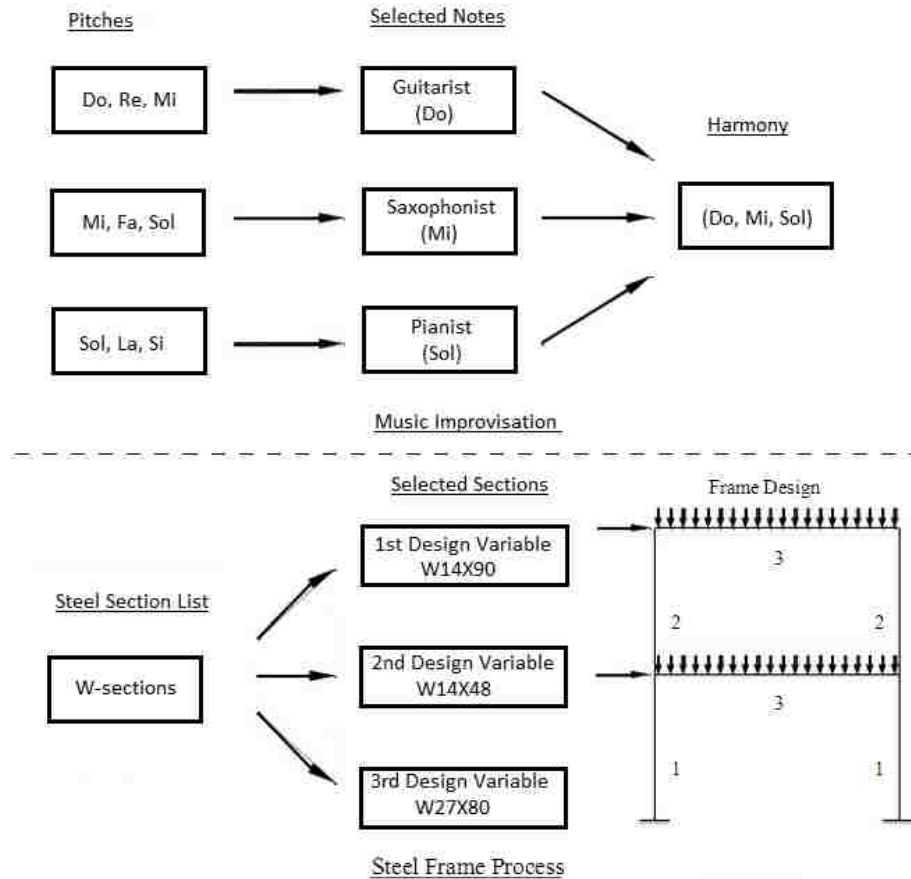 Pitches
Selected Notes
Do, Re, Mi
Guitarist
(Do)
Harmony
Mi, Fa, Sol
Saxophonist
(Mi)
(Do, Mi, Sol)
Sol, La, Si
Pianist
(Sol)
Music Improvisation
Selected Sections
Frame Design
1st Design Variable
W14X90
3
Steel Section List
2
2
W-sections
2nd Design Variable
W14X48
3
1
1
3rd Design Variable
W27X80
Steel Frame Process